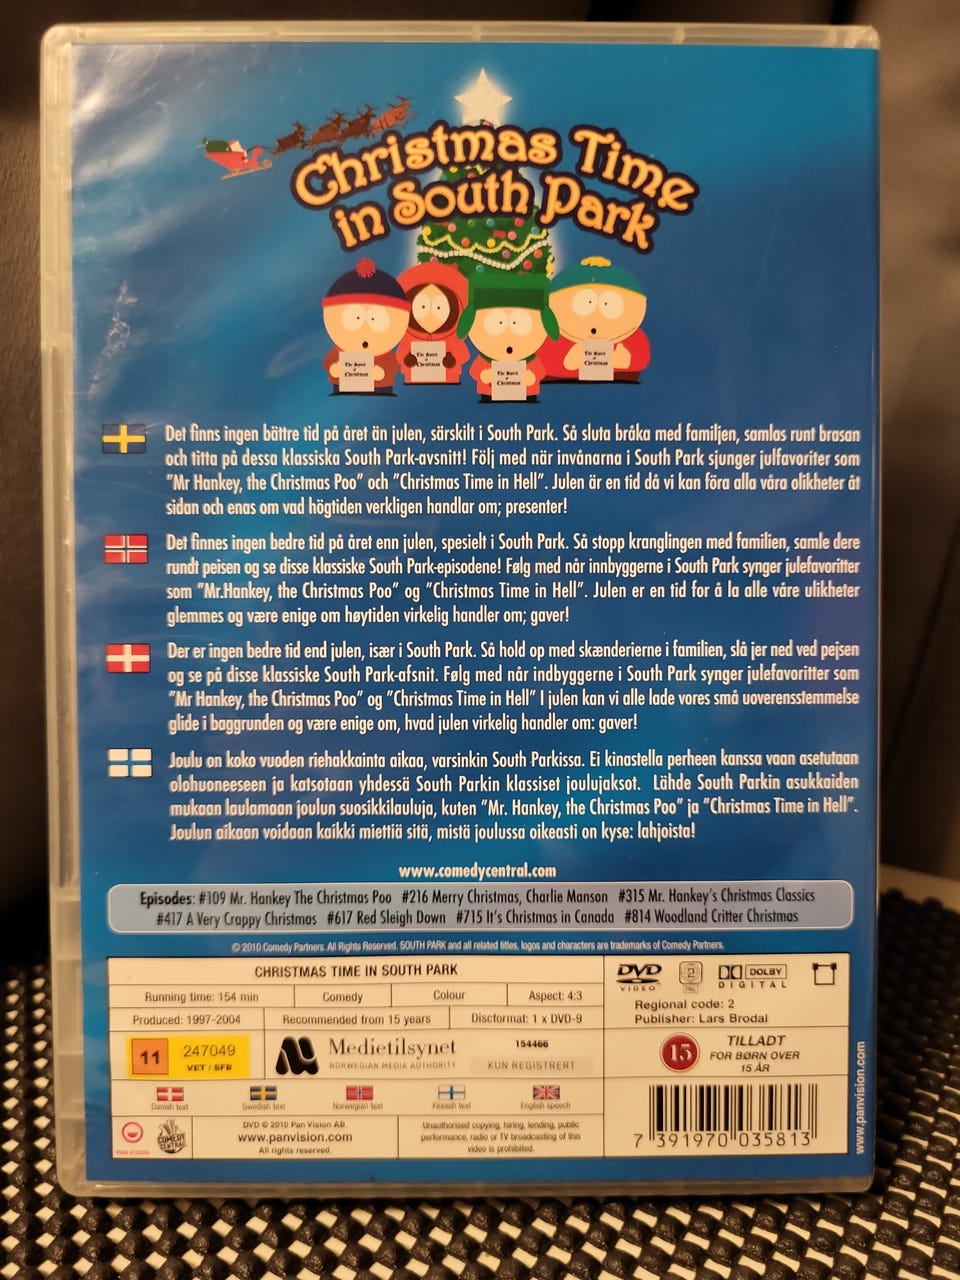 Christmas Time
in South Park
The Spirit
of
Christmas
The Spirit
of
Christmas
The Spirit
of
Christmas
The Spirit
of
Christmas
Det finns ingen bättre tid på året än julen, särskilt i South Park. Så sluta bråka med familjen, samlas runt brasan
och titta på dessa klassiska South Park-avsnitt! Följ med när invånarna i South Park sjunger julfavoriter som
"Mr Hankey, the Christmas Poo" och "Christmas Time in Hell". Julen är en tid då vi kan föra alla våra olikheter åt
sidan och enas om vad högtiden verkligen handlar om; presenter!
Det finnes ingen bedre tid på året enn julen, spesielt i South Park. Så stopp kranglingen med familien, samle dere
rundt peisen og se disse klassiske South Park-episodene! Følg med når innbyggerne i South Park synger julefavoritter
som "Mr.Hankey, the Christmas Poo" og "Christmas Time in Hell". Julen er en tid for å la alle våre ulikheter
glemmes og være enige om høytiden virkelig handler om; gaver!
Der er ingen bedre tid end julen, især i South Park. Så hold op med skænderierne i familien, slå jer ned ved pejsen
og se på disse klassiske South Park-afsnit. Følg med når indbyggerne i South Park synger julefavoritter som
"Mr Hankey, the Christmas Poo" og "Christmas Time in Hell" I julen kan vi alle lade vores små uoverensstemmelse
glide i baggrunden og være enige om, hvad julen virkelig handler om: gaver!
Joulu on koko vuoden riehakkainta aikaa, varsinkin South Parkissa. Ei kinastella perheen kanssa vaan asetutaan
olohuoneeseen ja katsotaan yhdessä South Parkin klassiset joulujaksot. Lähde South Parkin asukkaiden
mukaan laulamaan joulun suosikkilauluja, kuten "Mr. Hankey, the Christmas Poo" ja "Christmas Time in Hell".
Joulun aikaan voidaan kaikki miettiä sitä, mistä joulussa oikeasti on kyse: lahjoista!
www.comedycentral.com
Episodes: #109 Mr. Hankey The Christmas Poo #216 Merry Christmas, Charlie Manson #315 Mr. Hankey's Christmas Classics
#417 A Very Crappy Christmas #617 Red Sleigh Down #715 It's Christmas in Canada #814 Woodland Critter Christmas
© 2010 Comedy Partners. All Rights Reserved. SOUTH PARK and all related titles, logos and characters are trademarks of Comedy Partners.
CHRISTMAS TIME IN SOUTH PARK
Running time: 154 min Comedy Colour Aspect: 4:3
Produced: 1997-2004 Recommended from 15 years Discformat: 1 x DVD-9
DVD VIDEO 2 PAL DOLBY DIGITAL
Regional code: 2
Publisher: Lars Brodal
11 247049
VET / SFB
Medietilsynet
NORWEGIAN MEDIA AUTHORITY
154466
KUN REGISTRERT
15 TILLADT
FOR BØRN OVER
15 ÅR
Danish text Swedish text Norwegian text Finnish text English speech
PAN VISION
COMEDY CENTRAL
DVD © 2010 Pan Vision AB.
www.panvision.com
All rights reserved.
Unauthorised copying, hiring, lending, public
performance, radio or TV broadcasting of this
video is prohibited.
7 391970 035813
www.panvision.com